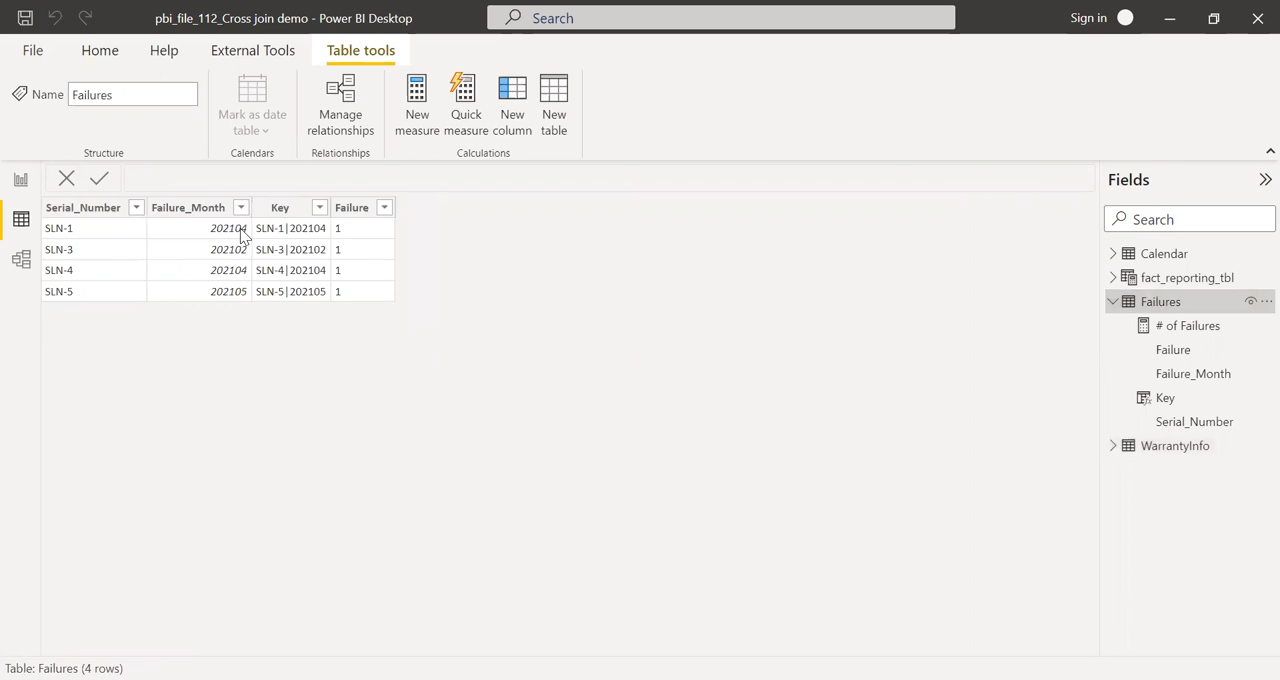 pbi_file_112_Cross join demo - Power BI Desktop
Search
Sign in
File
Home
Help
External Tools
Table tools
Name
Failures
Mark as date
table
Manage
relationships
New
measure
Quick
measure
New
column
New
table
Structure
Calendars
Relationships
Calculations
Serial_Number Failure_Month Key Failure
SLN-1 202104 SLN-1|202104 1
SLN-3 202102 SLN-3|202102 1
SLN-4 202104 SLN-4|202104 1
SLN-5 202105 SLN-5|202105 1
Fields
Search
Calendar
fact_reporting_tbl
Failures
# of Failures
Failure
Failure_Month
Key
Serial_Number
WarrantyInfo
Table: Failures (4 rows)